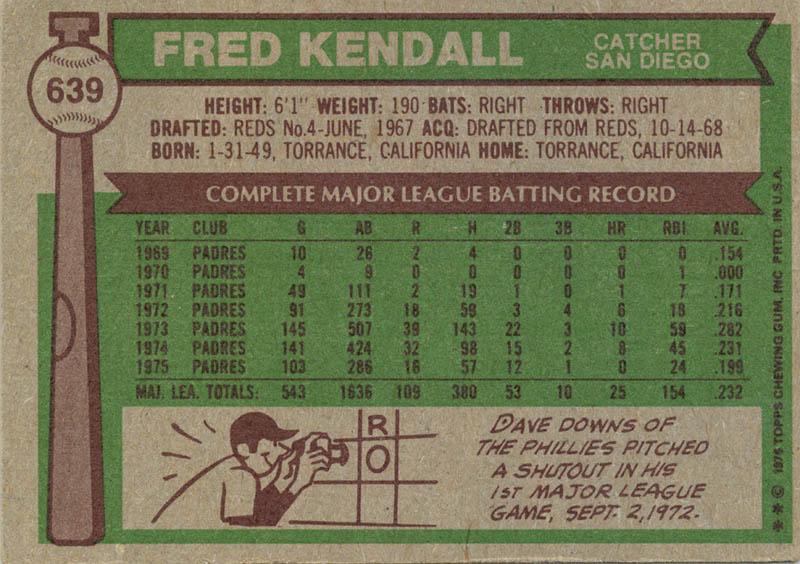 639
FRED KENDALL
CATCHER
SAN DIEGO
HEIGHT: 6'1" WEIGHT: 190 BATS: RIGHT THROWS: RIGHT
DRAFTED: REDS No.4-JUNE, 1967 ACQ: DRAFTED FROM REDS, 10-14-68
BORN: 1-31-49, TORRANCE, CALIFORNIA HOME: TORRANCE, CALIFORNIA
COMPLETE MAJOR LEAGUE BATTING RECORD
YEAR CLUB G AB R H 2B 3B HR RBI AVG.
1969 PADRES 10 26 2 4 0 0 0 0 .154
1970 PADRES 4 9 0 0 0 0 0 1 .000
1971 PADRES 49 111 2 19 1 0 1 7 .171
1972 PADRES 91 273 18 59 3 4 6 18 .216
1973 PADRES 145 507 39 143 22 3 10 59 .282
1974 PADRES 141 424 32 98 15 2 8 45 .231
1975 PADRES 103 286 16 57 12 1 0 24 .199
MAJ. LEA. TOTALS: 543 1636 109 380 53 10 25 154 .232
R
O
DAVE DOWNS OF
THE PHILLIES PITCHED
A SHUTOUT IN HIS
1ST MAJOR LEAGUE
GAME, SEPT. 2, 1972.
**© 1976 TOPPS CHEWING GUM, INC. PRTD. IN U.S.A.